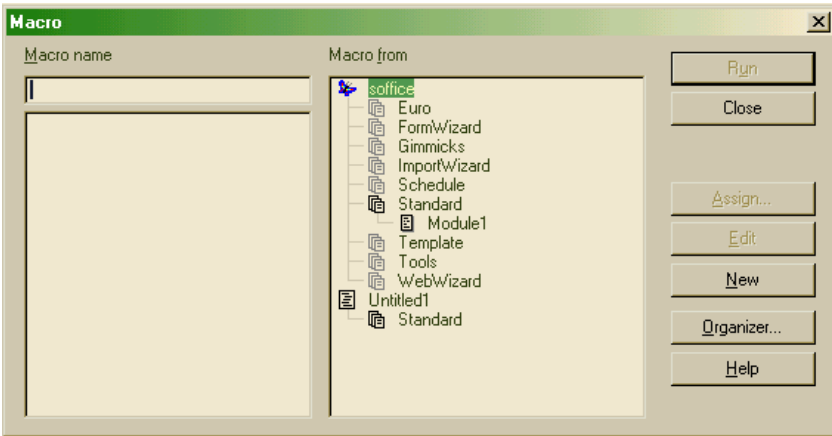 Macro
Macro name
Macro from
soffice
Euro
FormWizard
Gimmicks
ImportWizard
Schedule
Standard
Module1
Template
Tools
WebWizard
Untitled1
Standard
Run
Close
Assign...
Edit
New
Organizer...
Help